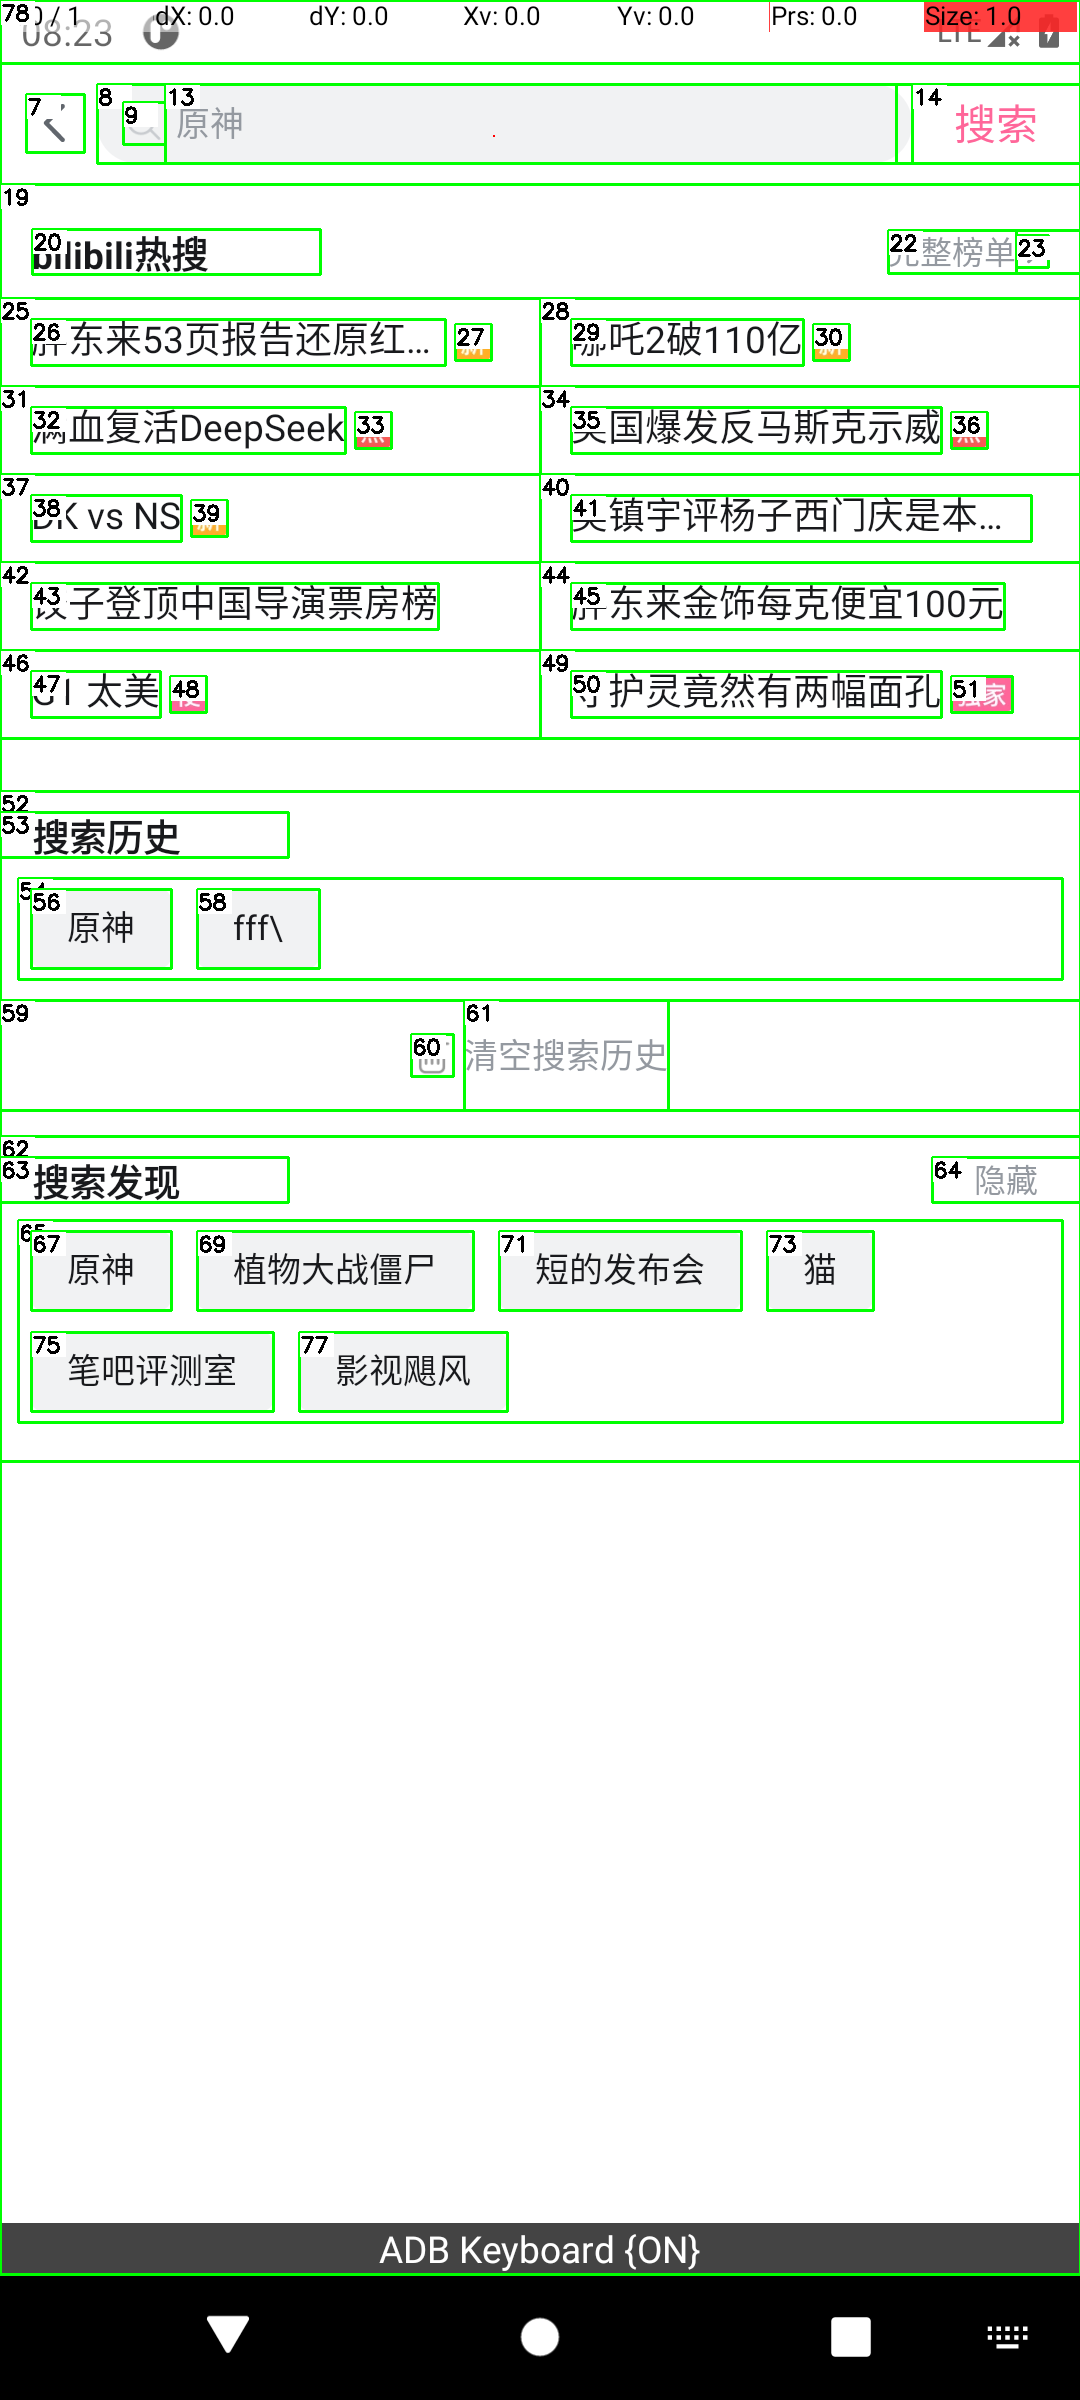 0 / 1 dX: 0.0 dY: 0.0 Xv: 0.0 Yv: 0.0 Prs: 0.0 Size: 1.0
78
08:23 LTE
7 8 9 13 原神 14 搜索
19
20 bilibili热搜 22 完整榜单 23
25 28
26 胖东来53页报告还原红... 27 29 哪吒2破110亿 30
31 34
32 满血复活DeepSeek 33 35 美国爆发反马斯克示威 36
37 40
38 DK vs NS 39 41 吴镇宇评杨子西门庆是本...
42 44
43 饺子登顶中国导演票房榜 45 胖东来金饰每克便宜100元
46 49
47 太美 48 50 守护灵竟然有两幅面孔 51 独家
52
53 搜索历史
54
56 原神 58 fff\
59 60 61 清空搜索历史
62
63 搜索发现 64 隐藏
65
67 原神 69 植物大战僵尸 71 短的发布会 73 猫
75 笔吧评测室 77 影视飓风
ADB Keyboard {ON}